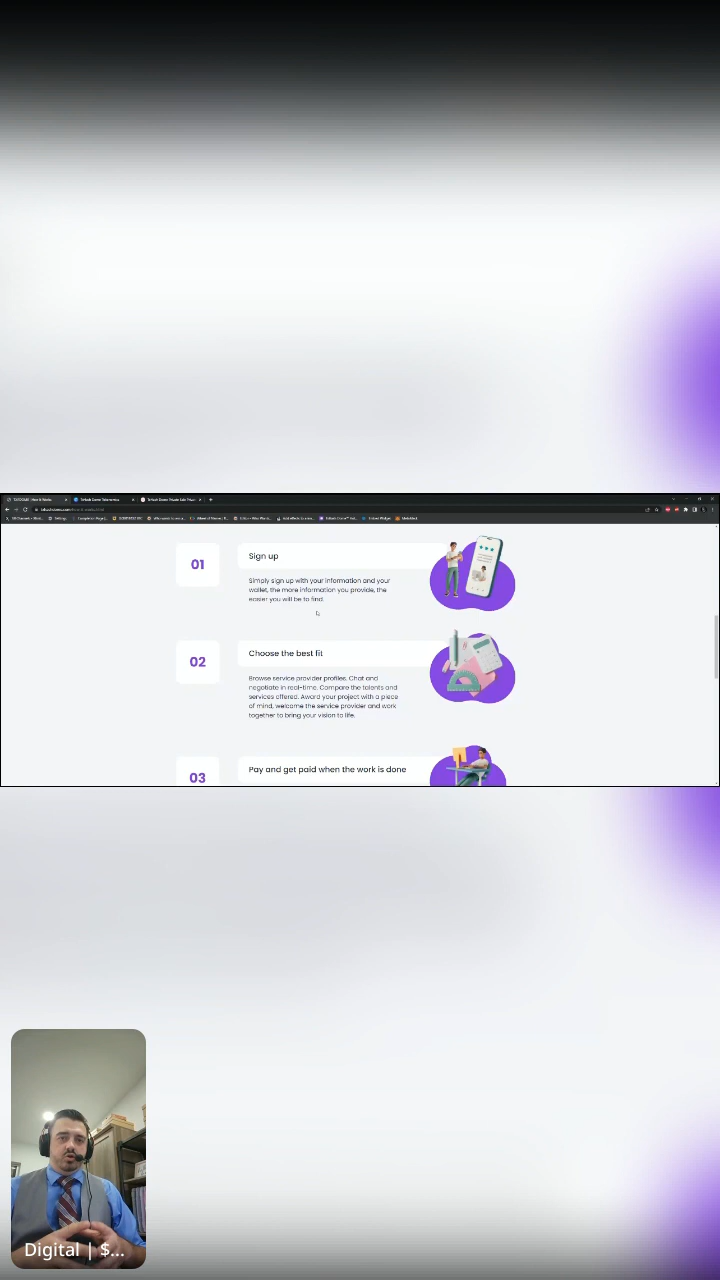 01
Sign up
Simply sign up with your information and your
wallet, the more information you provide, the
easier you will be to find.
02
Choose the best fit
Browse service provider profiles. Chat and
negotiate in real-time. Compare the talents and
services offered. Award your project with a piece
of mind, welcome the service provider and work
together to bring your vision to life.
03
Pay and get paid when the work is done
Digital | $...